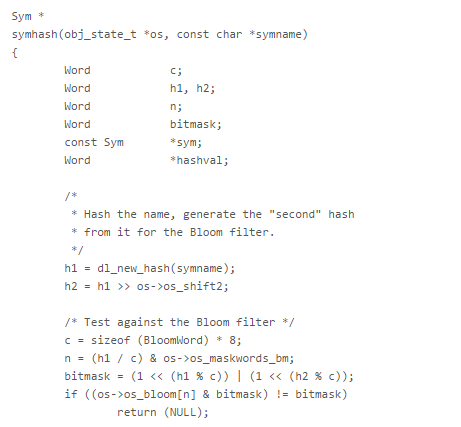 Sym *
symhash(obj_state_t *os, const char *symname)
{
        Word            c;
        Word            h1, h2;
        Word            n;
        Word            bitmask;
        const Sym       *sym;
        Word            *hashval;

        /*
         * Hash the name, generate the "second" hash
         * from it for the Bloom filter.
         */
        h1 = dl_new_hash(symname);
        h2 = h1 >> os->os_shift2;

        /* Test against the Bloom filter */
        c = sizeof (BloomWord) * 8;
        n = (h1 / c) & os->os_maskwords_bm;
        bitmask = (1 << (h1 % c)) | (1 << (h2 % c));
        if ((os->os_bloom[n] & bitmask) != bitmask)
                return (NULL);